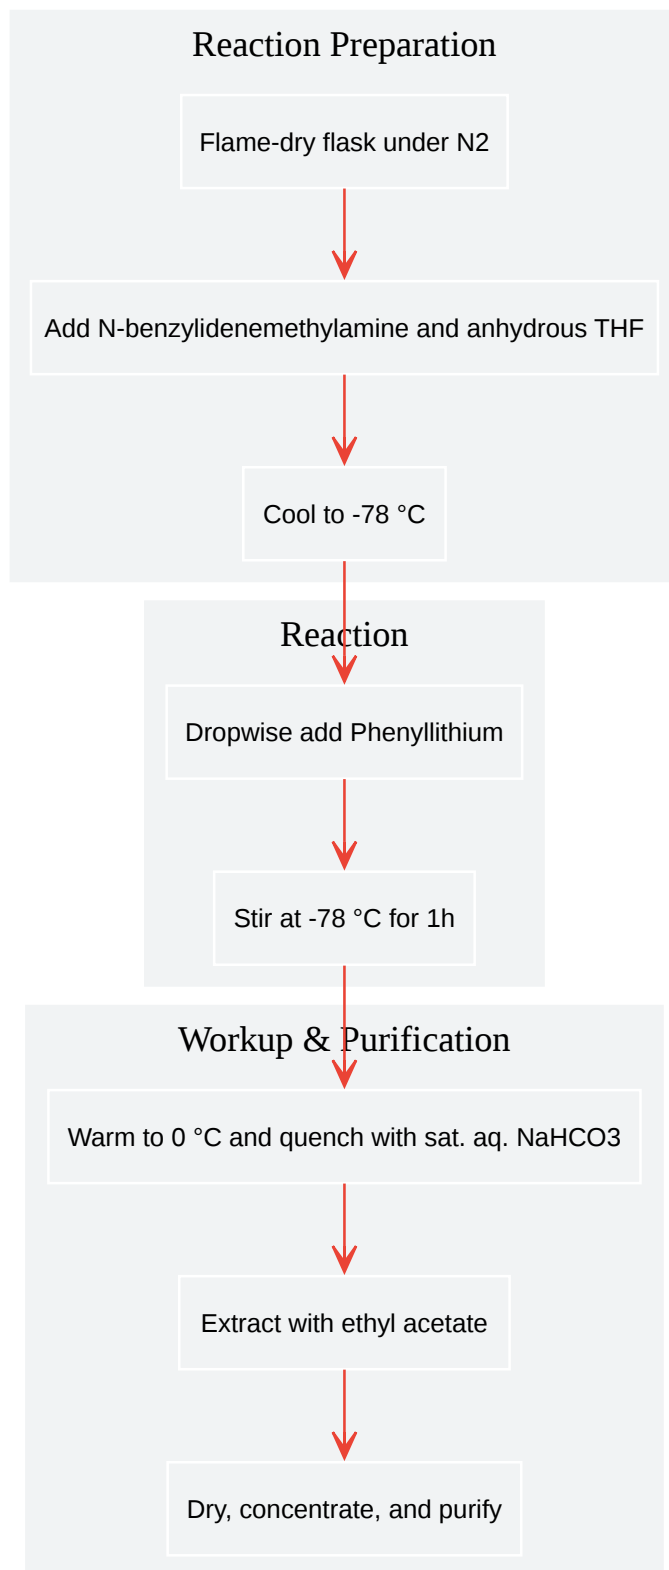 Reaction Preparation
Flame-dry flask under N2
Add N-benzylidenemethylamine and anhydrous THF
Cool to -78 °C
Reaction
Dropwise add Phenyllithium
Stir at -78 °C for 1h
Workup & Purification
Warm to 0 °C and quench with sat. aq. NaHCO3
Extract with ethyl acetate
Dry, concentrate, and purify